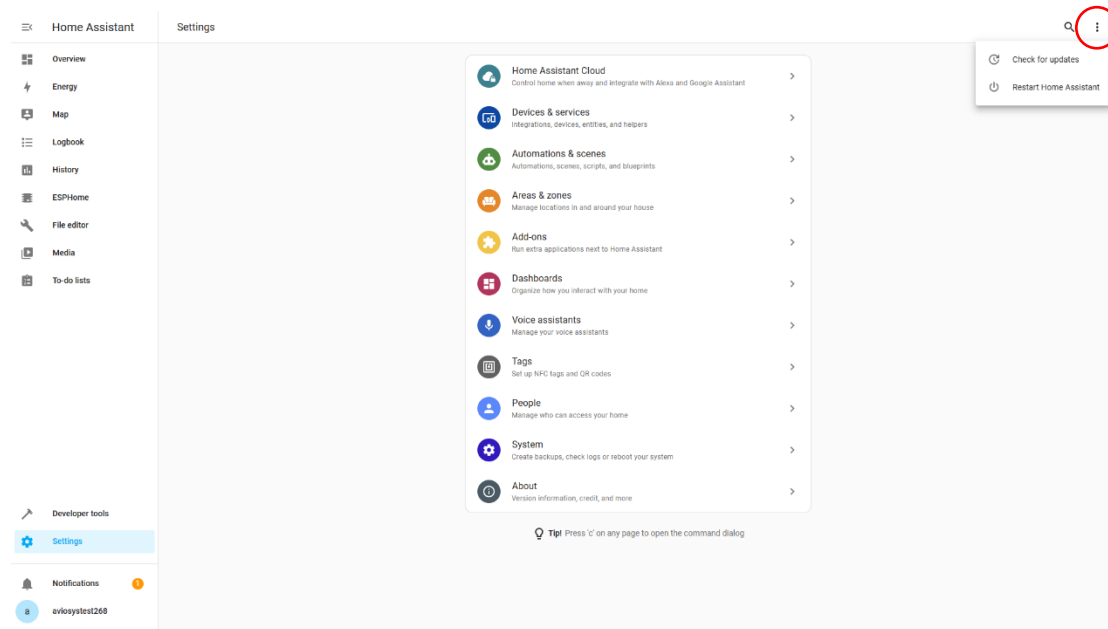 Home Assistant
Settings
Overview
Energy
Map
Logbook
History
ESPHome
File editor
Media
To-do lists
Developer tools
Settings
Notifications
1
a
aviosystest268
Home Assistant Cloud
Control home when away and integrate with Alexa and Google Assistant
Devices & services
Integrations, devices, entities, and helpers
Automations & scenes
Automations, scenes, scripts, and blueprints
Areas & zones
Manage locations in and around your house
Add-ons
Run extra applications next to Home Assistant
Dashboards
Organize how you interact with your home
Voice assistants
Manage your voice assistants
Tags
Set up NFC tags and QR codes
People
Manage who can access your home
System
Create backups, check logs or reboot your system
About
Version information, credit, and more
Tip! Press 'c' on any page to open the command dialog
Check for updates
Restart Home Assistant